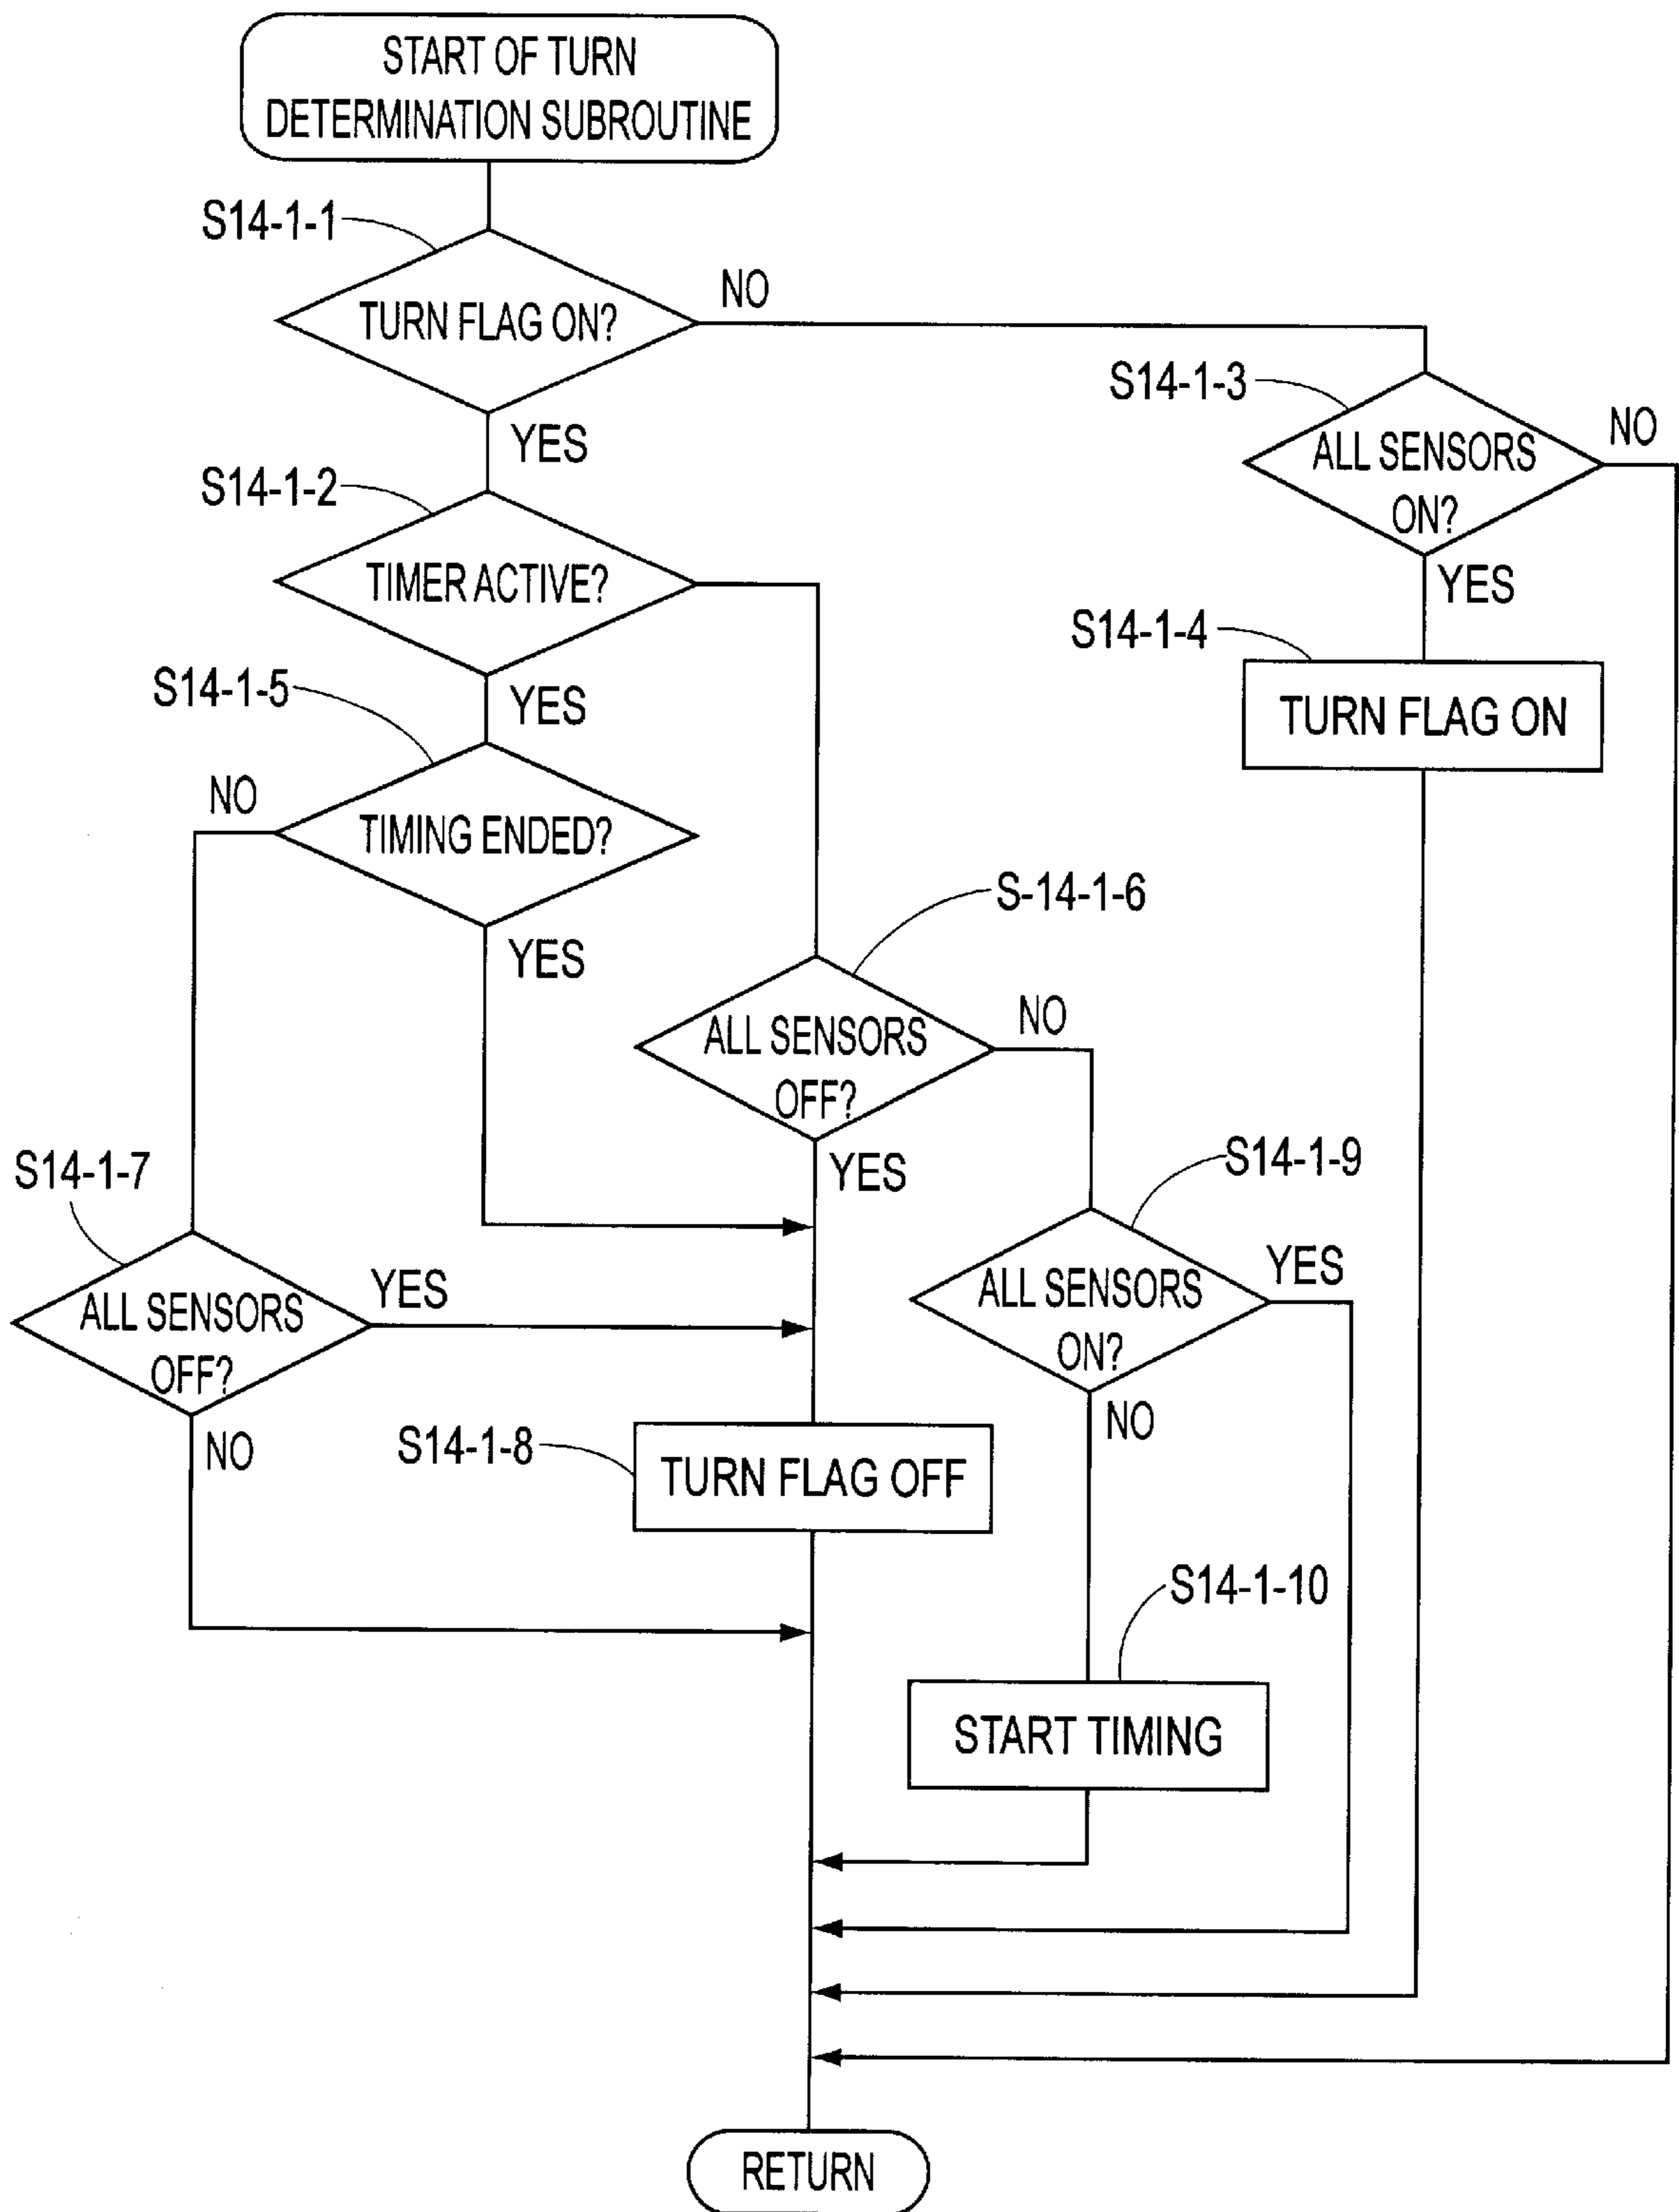 START OF TURN
DETERMINATION SUBROUTINE
S14-1-1
TURN FLAG ON?
NO
YES
S14-1-3
ALL SENSORS
ON?
NO
YES
S14-1-2
TIMER ACTIVE?
YES
S14-1-4
TURN FLAG ON
S14-1-5
NO
TIMING ENDED?
YES
S-14-1-6
ALL SENSORS
OFF?
NO
YES
S14-1-7
ALL SENSORS
OFF?
YES
NO
S14-1-9
ALL SENSORS
ON?
YES
NO
S14-1-8
TURN FLAG OFF
S14-1-10
START TIMING
RETURN